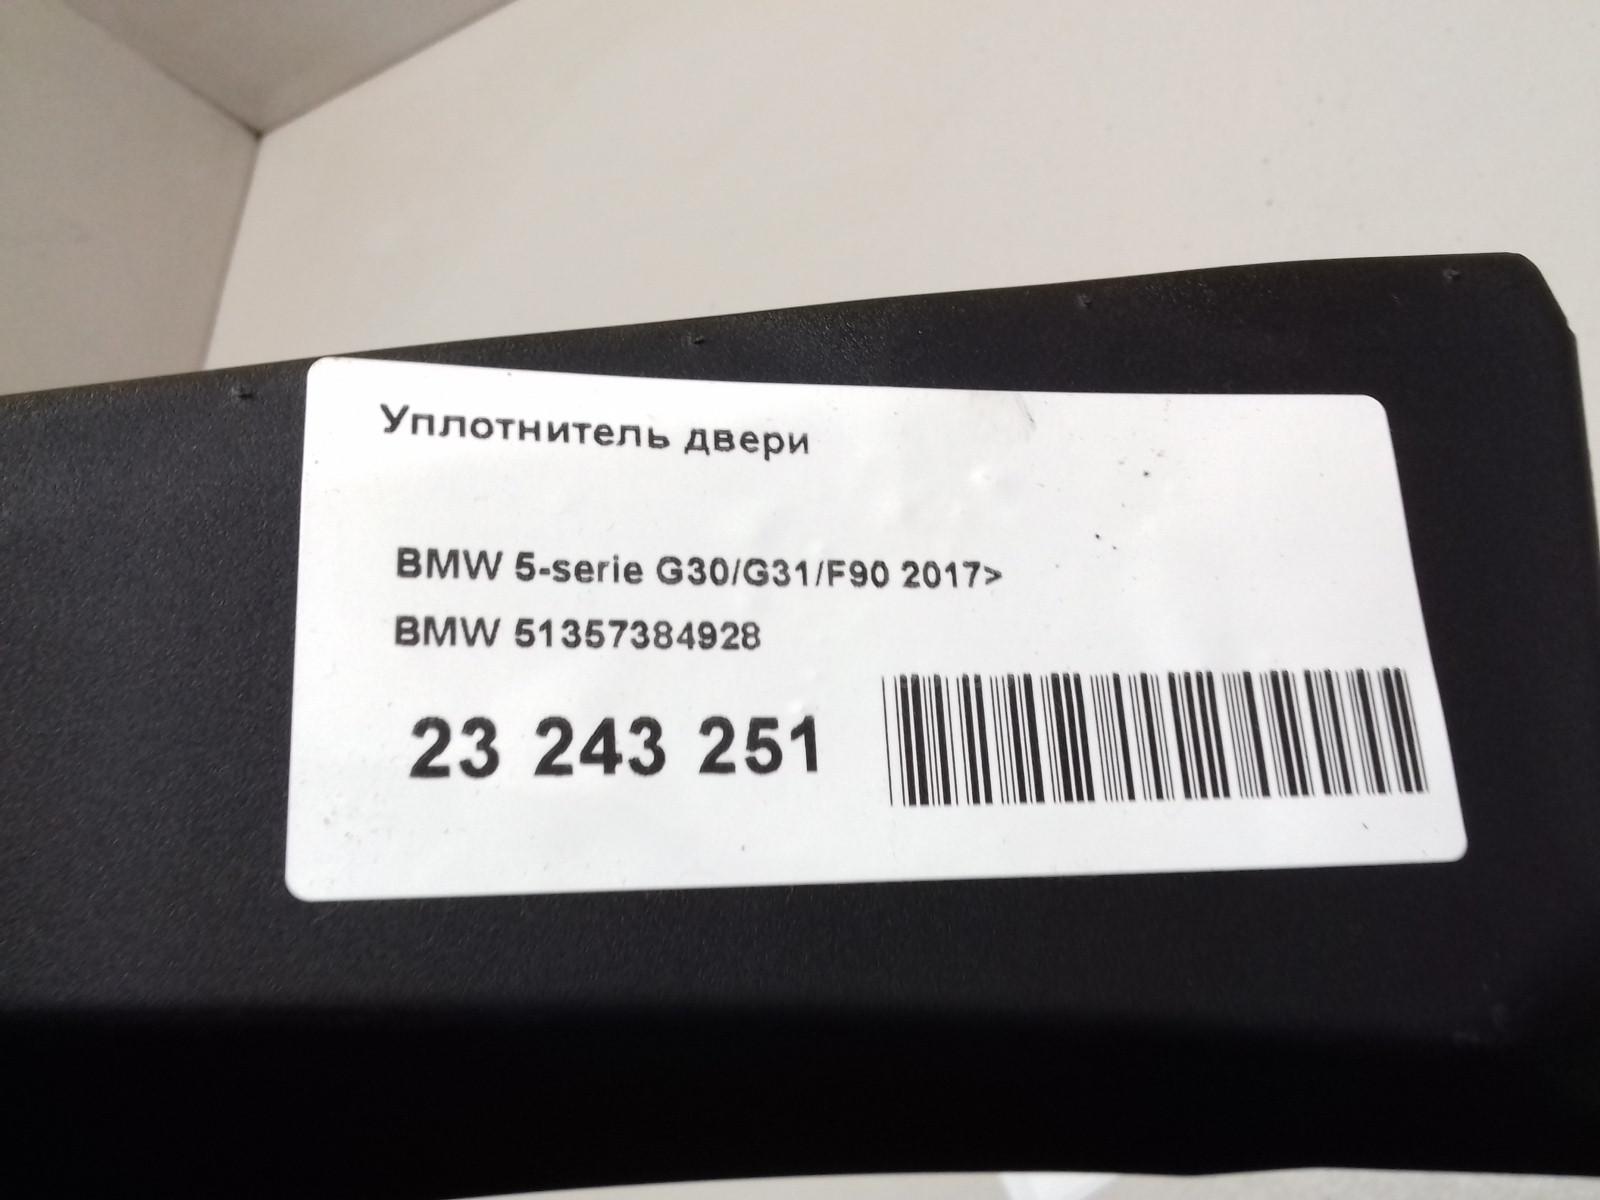 Уплотнитель двери
BMW 5-serie G30/G31/F90 2017>
BMW 51357384928
23 243 251